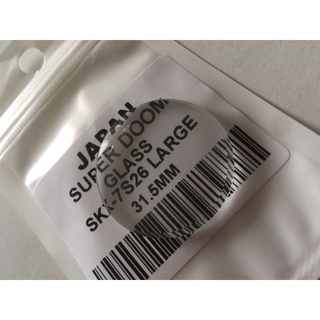 JAPAN
SUPER DOOM
GLASS
SKX-7S26 LARGE
31.5MM